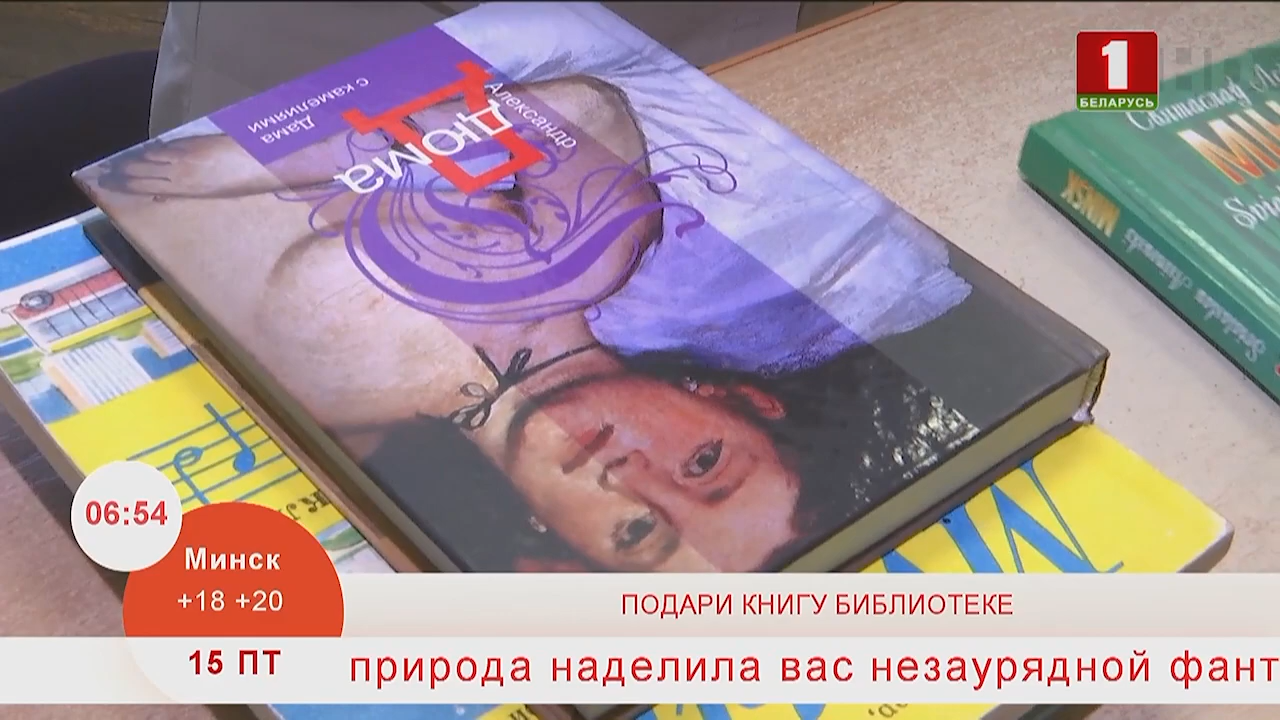 1
БЕЛАРУСЬ
Александр
Дюма
Дама
с камелиями
MINSK
06:54
Минск
+18 +20
15 ПТ
ПОДАРИ КНИГУ БИБЛИОТЕКЕ
природа наделила вас незаурядной фант